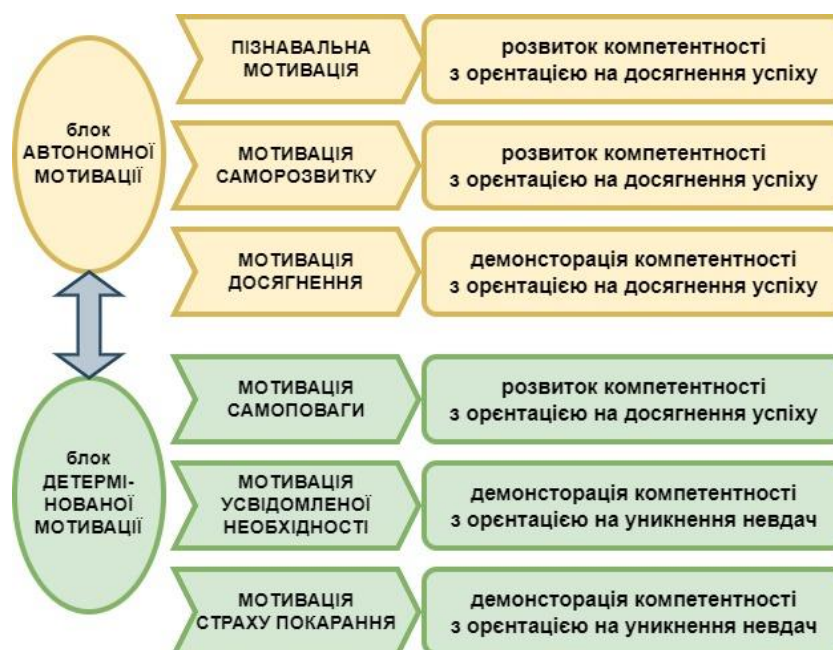 блок
АВТОНОМНОЇ
МОТИВАЦІЇ
ПІЗНАВАЛЬНА
МОТИВАЦІЯ
розвиток компетентності
з орєнтацією на досягнення успіху
МОТИВАЦІЯ
САМОРОЗВИТКУ
розвиток компетентності
з орєнтацією на досягнення успіху
МОТИВАЦІЯ
ДОСЯГНЕННЯ
демонсторація компетентності
з орєнтацією на досягнення успіху
блок
ДЕТЕРМІ-
НОВАНОЇ
МОТИВАЦІЇ
МОТИВАЦІЯ
САМОПОВАГИ
розвиток компетентності
з орєнтацією на досягнення успіху
МОТИВАЦІЯ
УСВІДОМЛЕНОЇ
НЕОБХІДНОСТІ
демонсторація компетентності
з орєнтацією на уникнення невдач
МОТИВАЦІЯ
СТРАХУ ПОКАРАННЯ
демонсторація компетентності
з орєнтацією на уникнення невдач